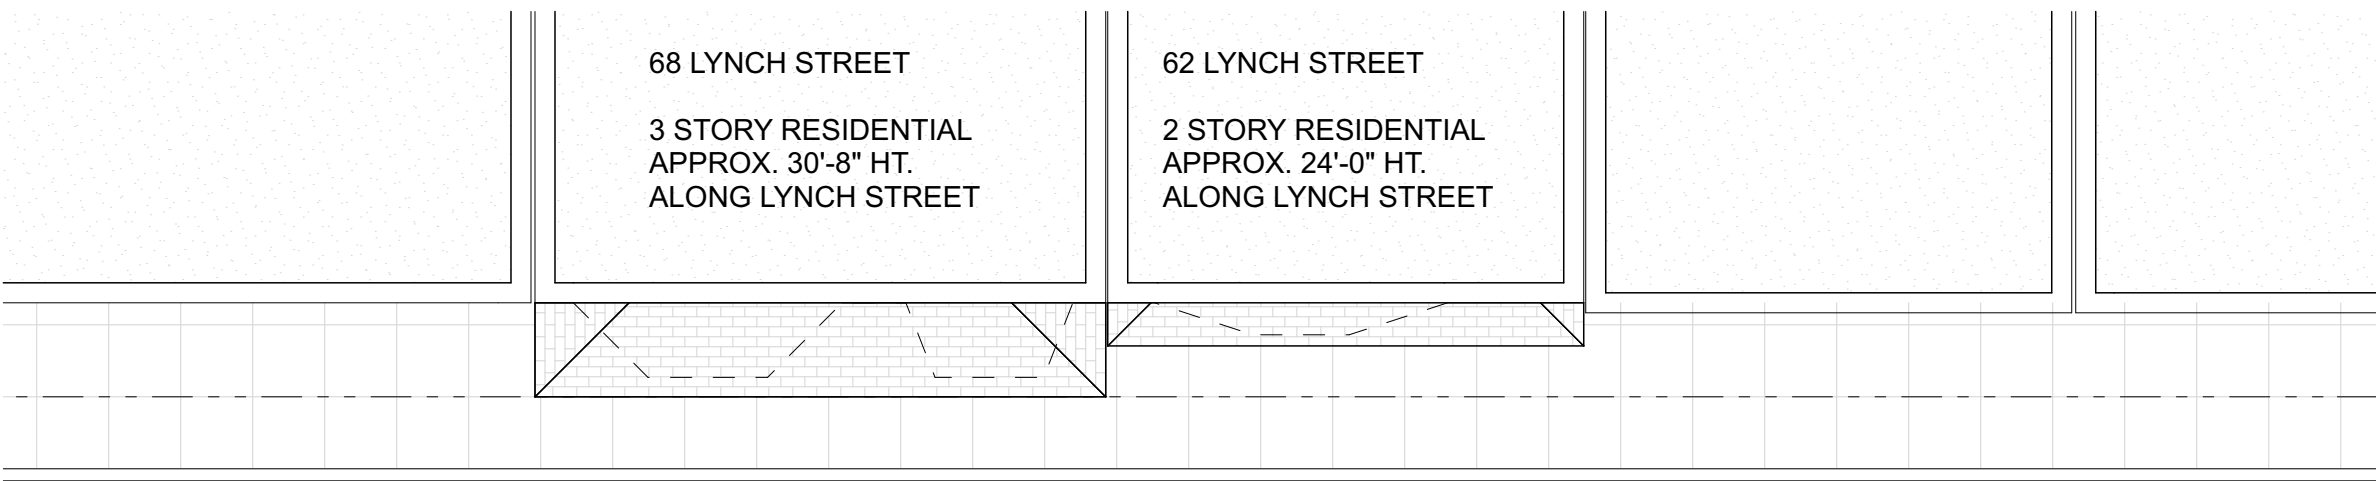 68 LYNCH STREET
3 STORY RESIDENTIAL
APPROX. 30'-8" HT.
ALONG LYNCH STREET
62 LYNCH STREET
2 STORY RESIDENTIAL
APPROX. 24'-0" HT.
ALONG LYNCH STREET